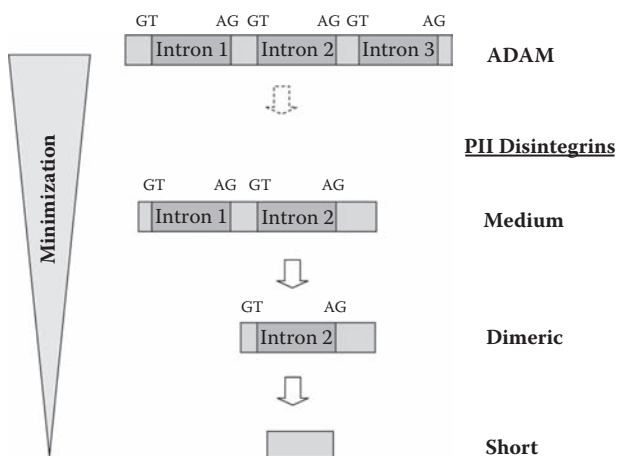 GT AG GT AG GT AG
Intron 1 Intron 2 Intron 3 ADAM
PII Disintegrins
Minimization
GT AG GT AG
Intron 1 Intron 2 Medium
GT AG
Intron 2 Dimeric
Short